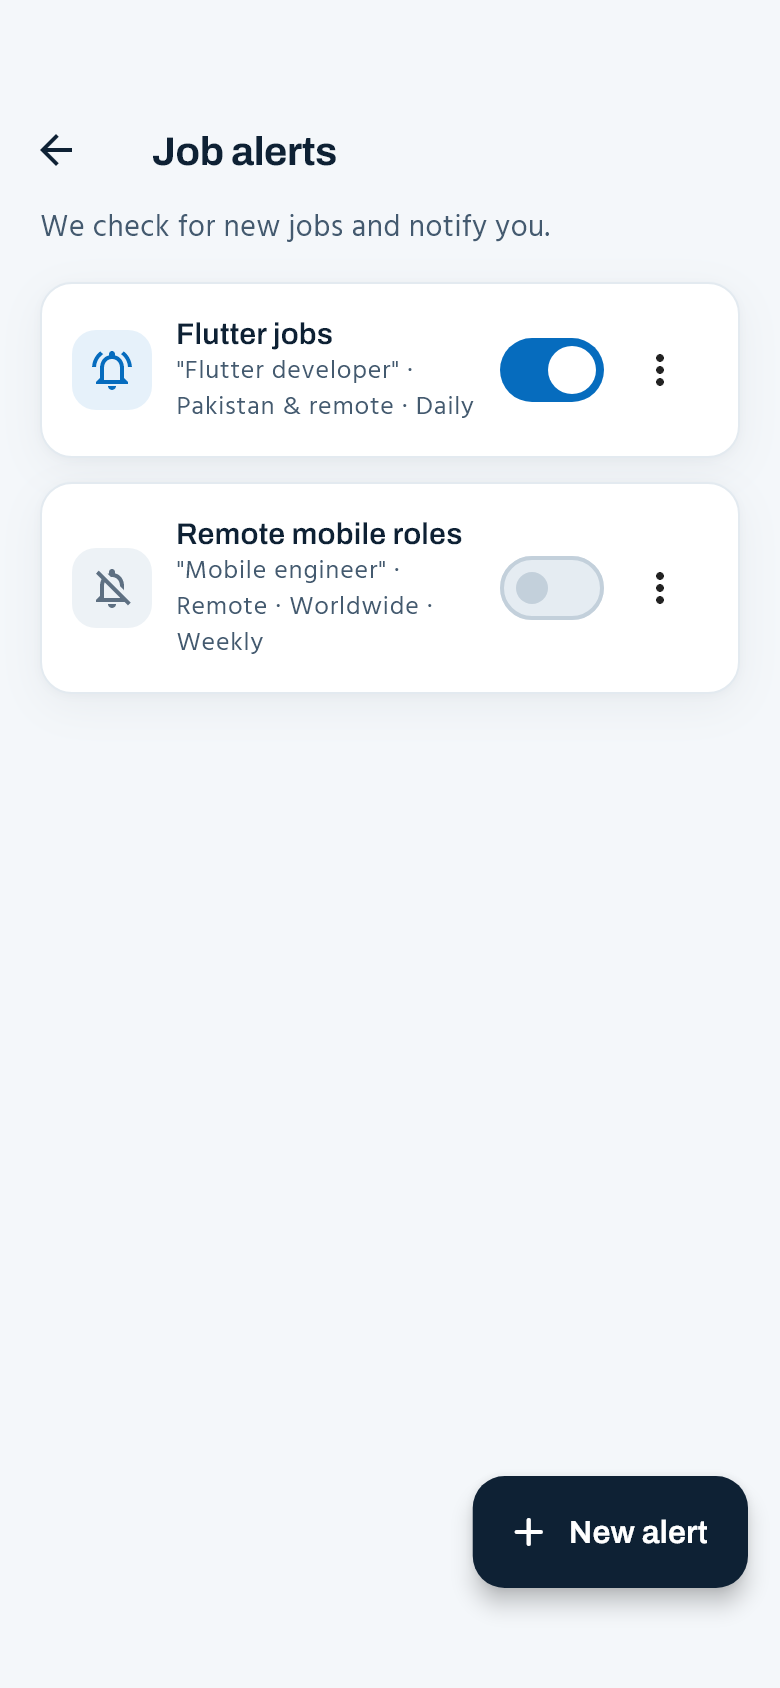 Job alerts
We check for new jobs and notify you.
Flutter jobs
"Flutter developer" ·
Pakistan & remote · Daily
Remote mobile roles
"Mobile engineer" ·
Remote · Worldwide ·
Weekly
New alert